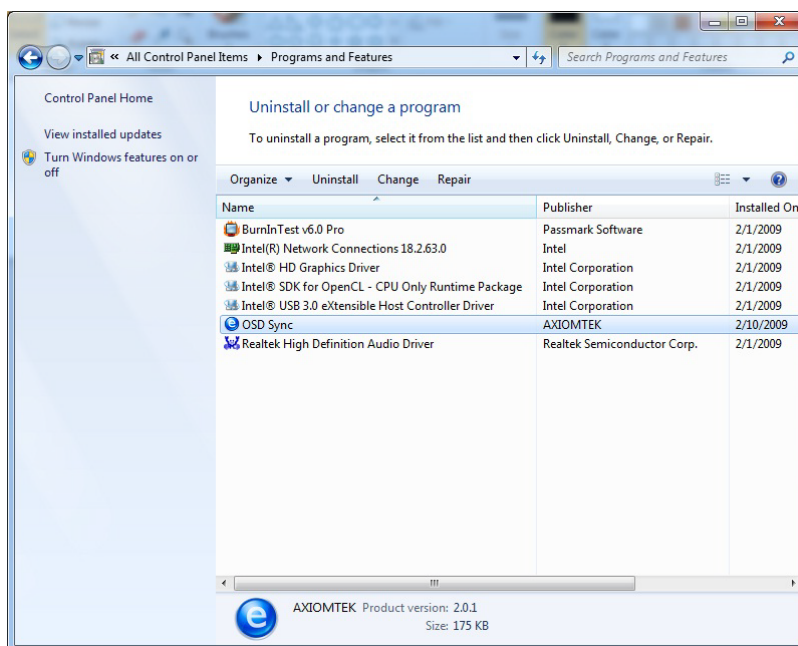 « All Control Panel Items ▸ Programs and Features
Search Programs and Features
Control Panel Home
View installed updates
Turn Windows features on or
off
Uninstall or change a program
To uninstall a program, select it from the list and then click Uninstall, Change, or Repair.
Organize Uninstall Change Repair
Name Publisher Installed On
BurnInTest v6.0 Pro Passmark Software 2/1/2009
Intel(R) Network Connections 18.2.63.0 Intel 2/1/2009
Intel® HD Graphics Driver Intel Corporation 2/1/2009
Intel® SDK for OpenCL - CPU Only Runtime Package Intel Corporation 2/1/2009
Intel® USB 3.0 eXtensible Host Controller Driver Intel Corporation 2/1/2009
OSD Sync AXIOMTEK 2/10/2009
Realtek High Definition Audio Driver Realtek Semiconductor Corp. 2/1/2009
AXIOMTEK Product version: 2.0.1
Size: 175 KB